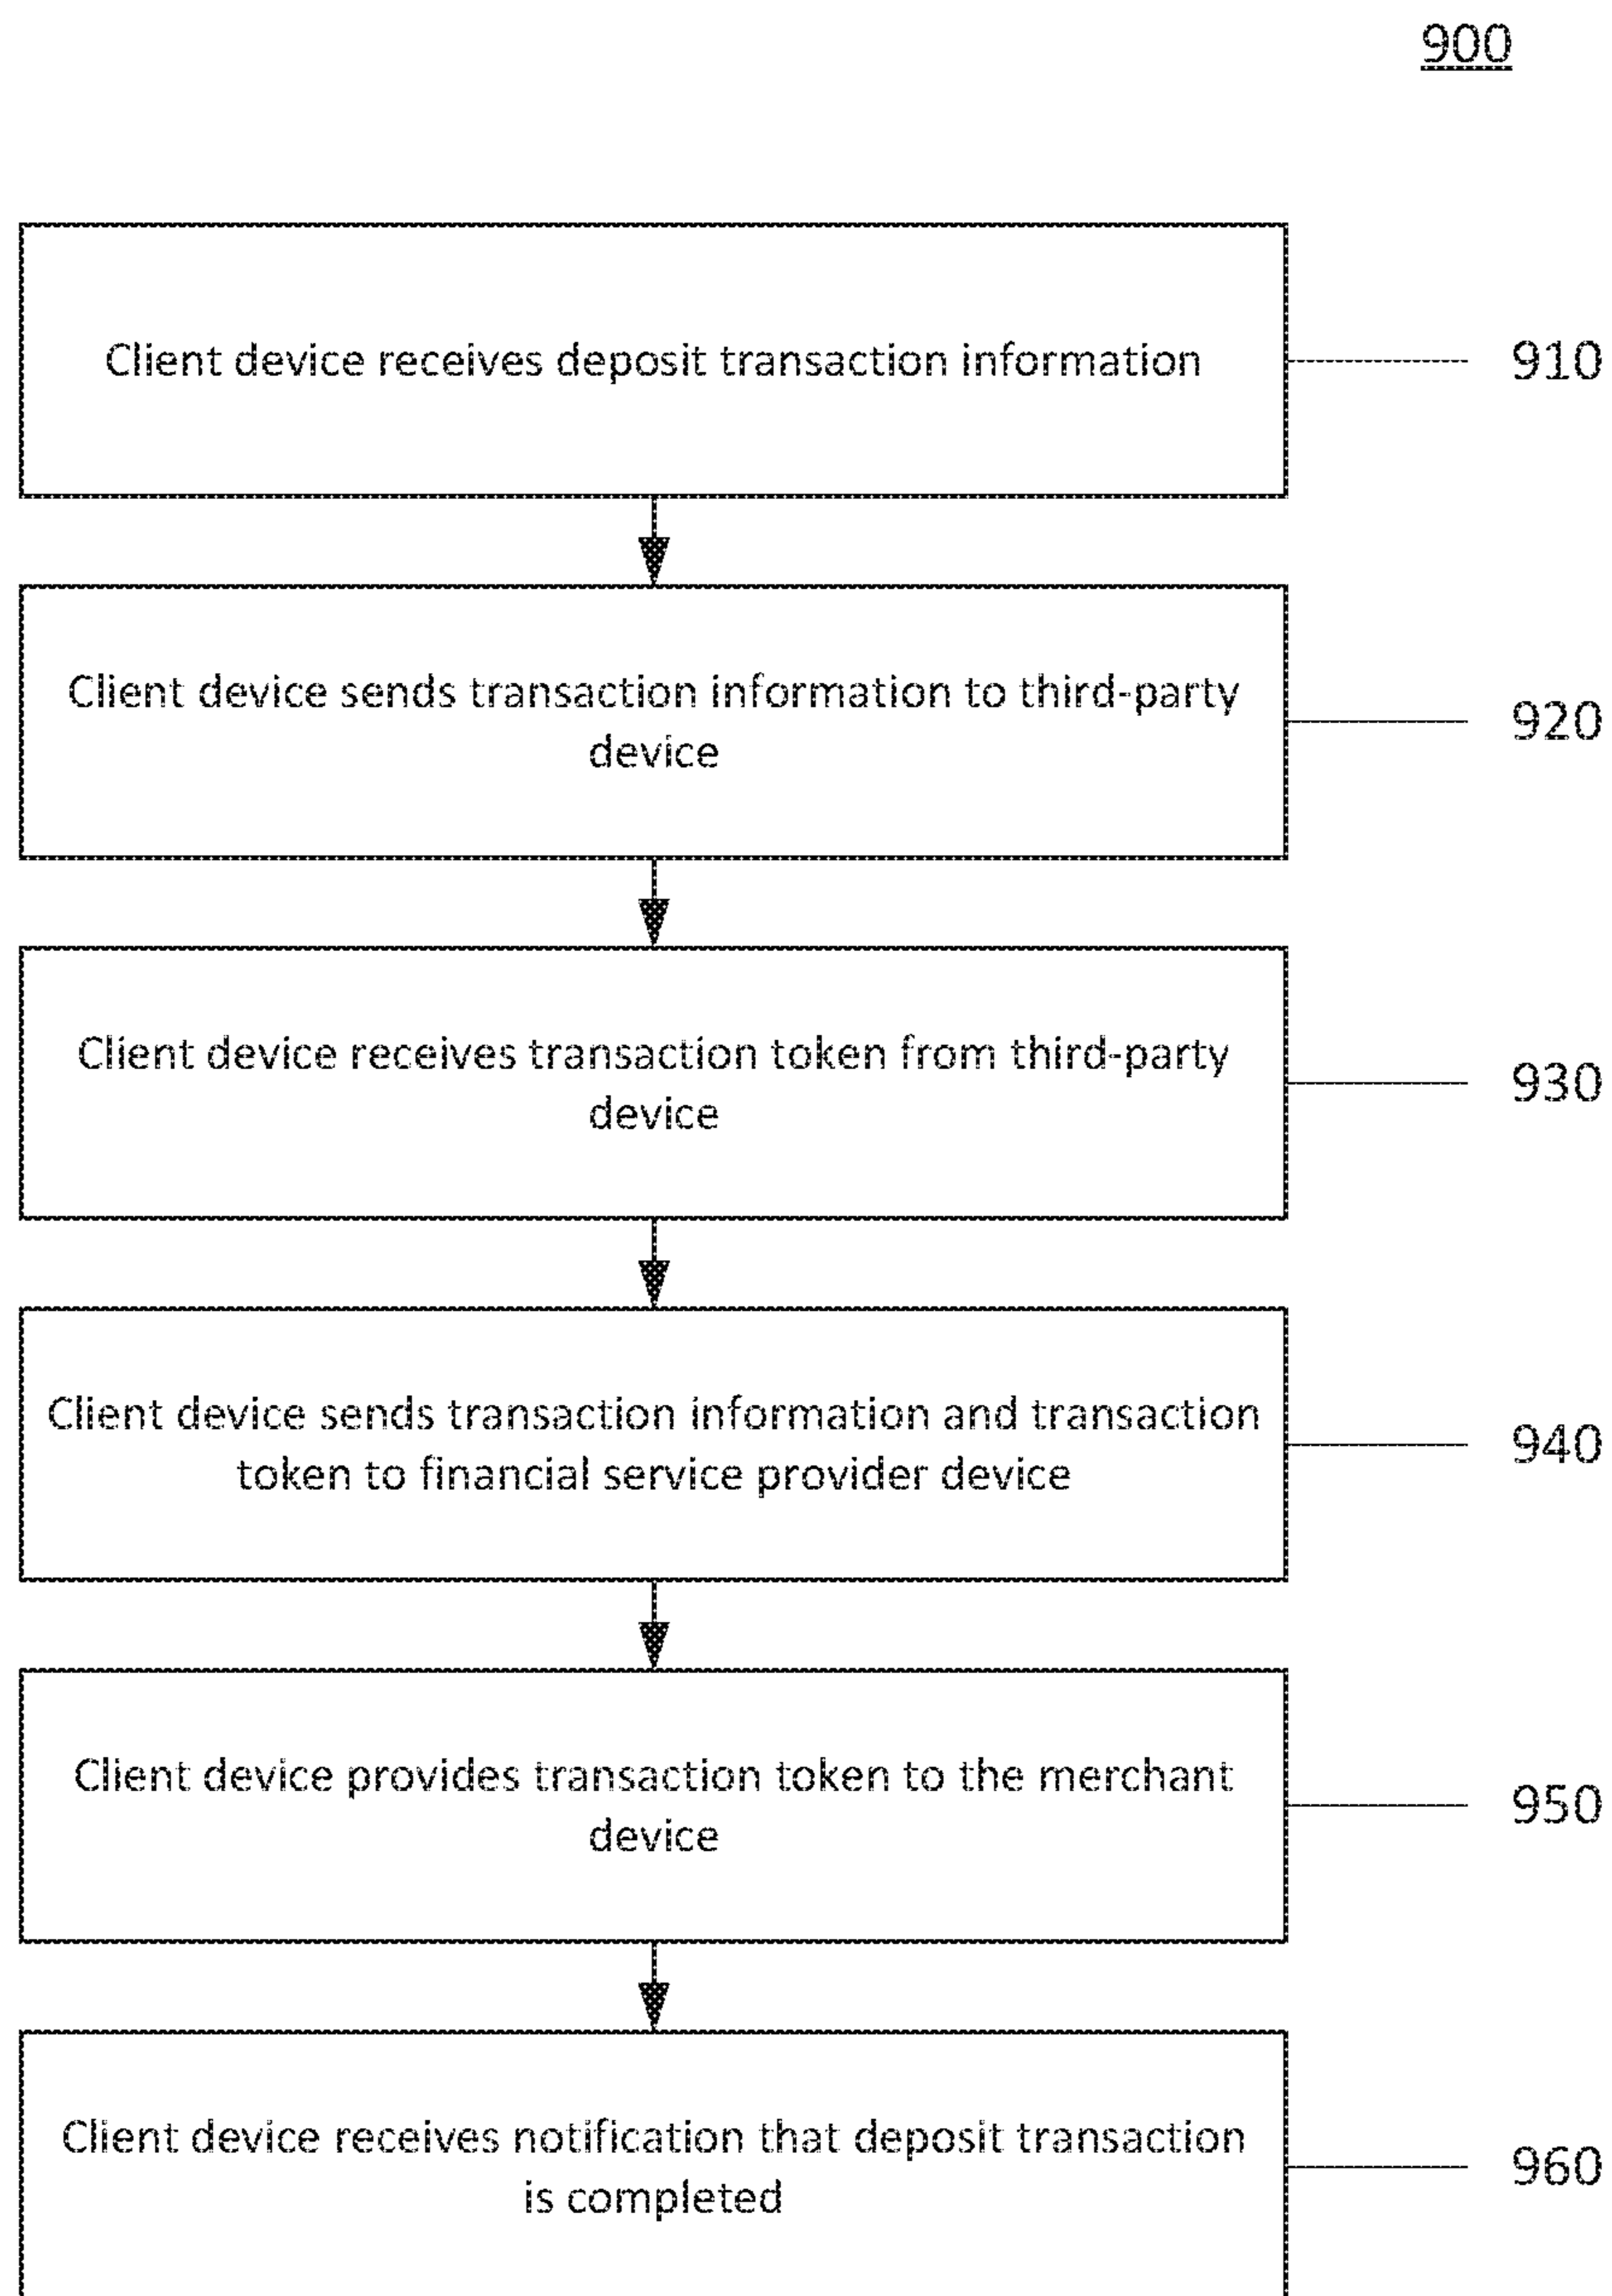 900
Client device receives deposit transaction information
910
Client device sends transaction information to third-party
device
920
Client device receives transaction token from third-party
device
930
Client device sends transaction information and transaction
token to financial service provider device
940
Client device provides transaction token to the merchant
device
950
Client device receives notification that deposit transaction
is completed
960